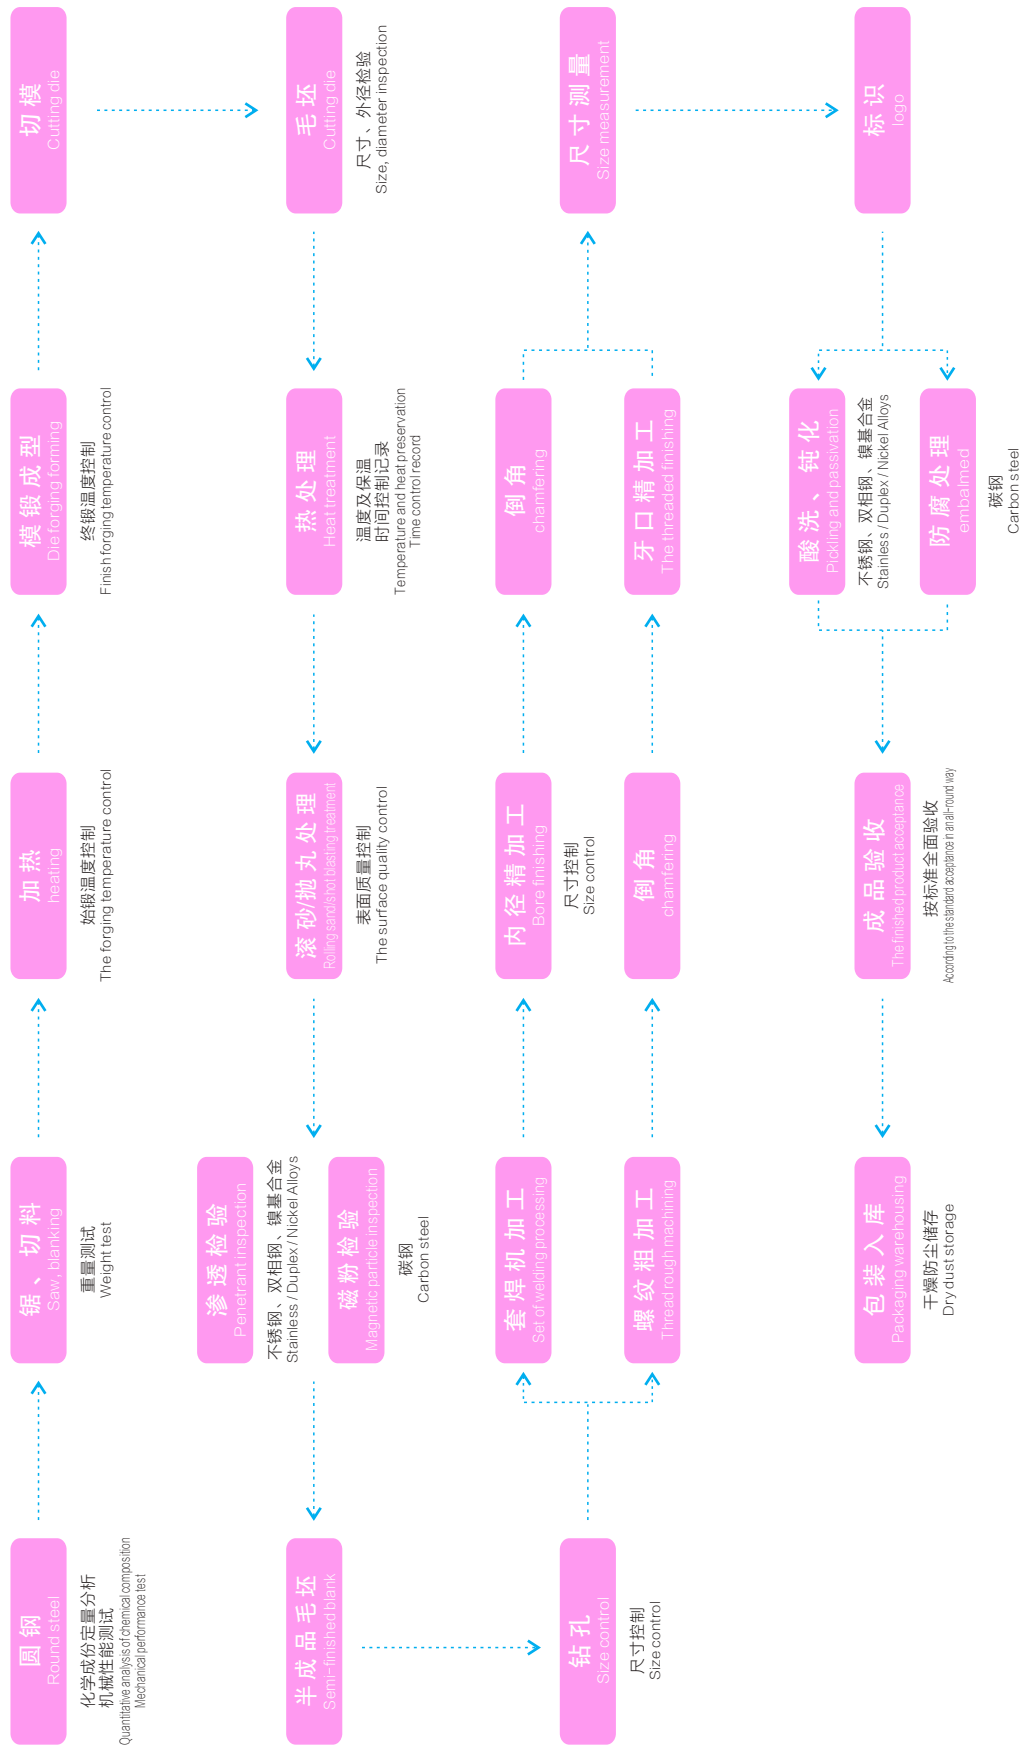 圆钢
Round steel
化学成份定量分析
机械性能测试
Quantitative analysis of chemical composition
Mechanical performance test
锯、切料
Saw, blanking
重量测试
Weight test
加热
heating
始锻温度控制
The forging temperature control
模锻成型
Die forging forming
终锻温度控制
Finish forging temperature control
切模
Cutting die
毛坯
Cutting die
尺寸、外径检验
Size, diameter inspection
热处理
Heat treatment
温度及保温
时间控制记录
Temperature and heat preservation
Time control record
滚砂/抛丸处理
Rolling sand/shot blasting treatment
表面质量控制
The surface quality control
渗透检验
Penetrant inspection
不锈钢、双相钢、镍基合金
Stainless / Duplex / Nickel Alloys
磁粉检验
Magnetic particle inspection
碳钢
Carbon steel
半成品毛坯
Semi-finished blank
钻孔
Size control
尺寸控制
Size control
套焊机加工
Set of welding processing
内径精加工
Bore finishing
尺寸控制
Size control
倒角
chamfering
螺纹粗加工
Thread rough machining
倒角
chamfering
牙口精加工
The threaded finishing
尺寸测量
Size measurement
标识
logo
酸洗、钝化
Pickling and passivation
不锈钢、双相钢、镍基合金
Stainless / Duplex / Nickel Alloys
防腐处理
embalmed
碳钢
Carbon steel
成品验收
The finished product acceptance
按标准全面验收
According to the standard acceptance in an all-round way
包装入库
Packaging warehousing
干燥防尘储存
Dry dust storage